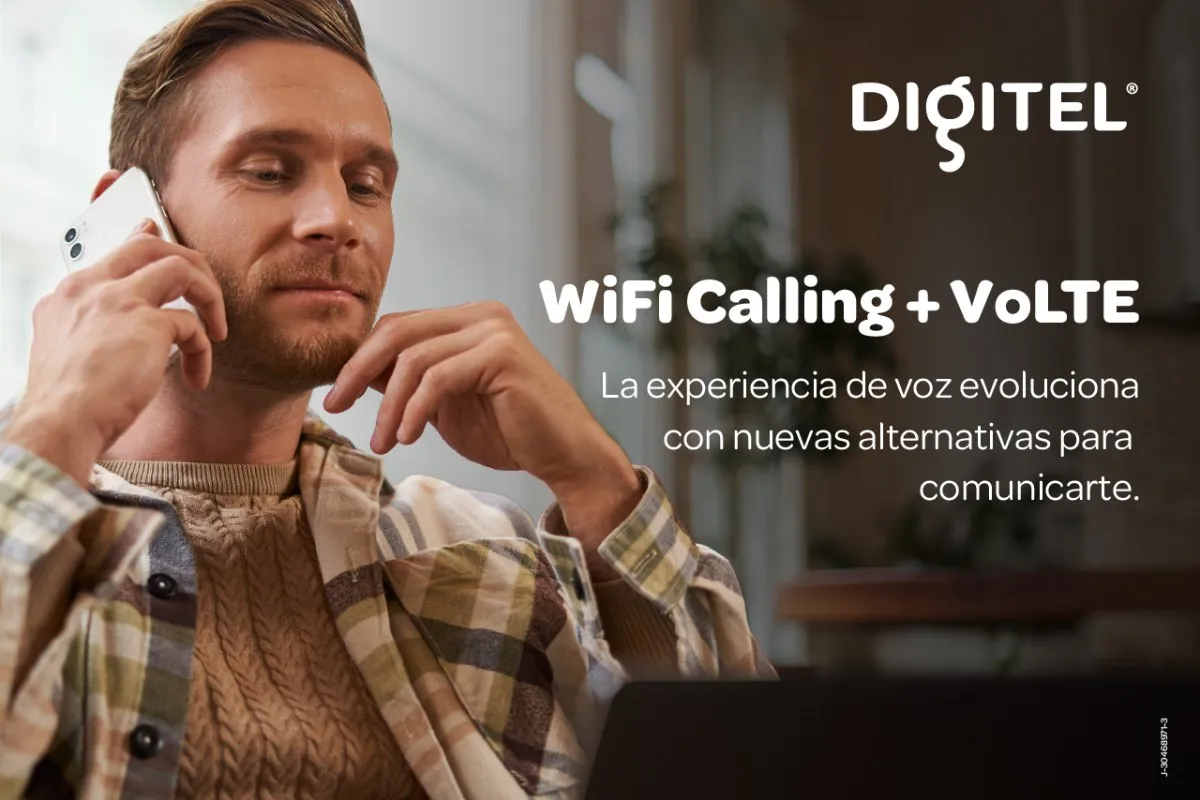 DIGITEL®
WiFi Calling + VoLTE
La experiencia de voz evoluciona
con nuevas alternativas para
comunicarte.
J-30468971-3